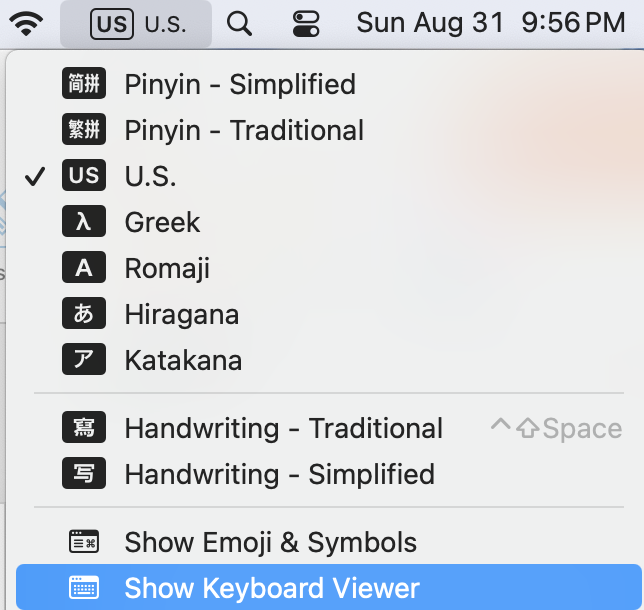 US U.S. Sun Aug 31 9:56 PM
简拼 Pinyin - Simplified
繁拼 Pinyin - Traditional
✓ US U.S.
λ Greek
A Romaji
あ Hiragana
ア Katakana
寫 Handwriting - Traditional ^⇧Space
写 Handwriting - Simplified
Show Emoji & Symbols
Show Keyboard Viewer